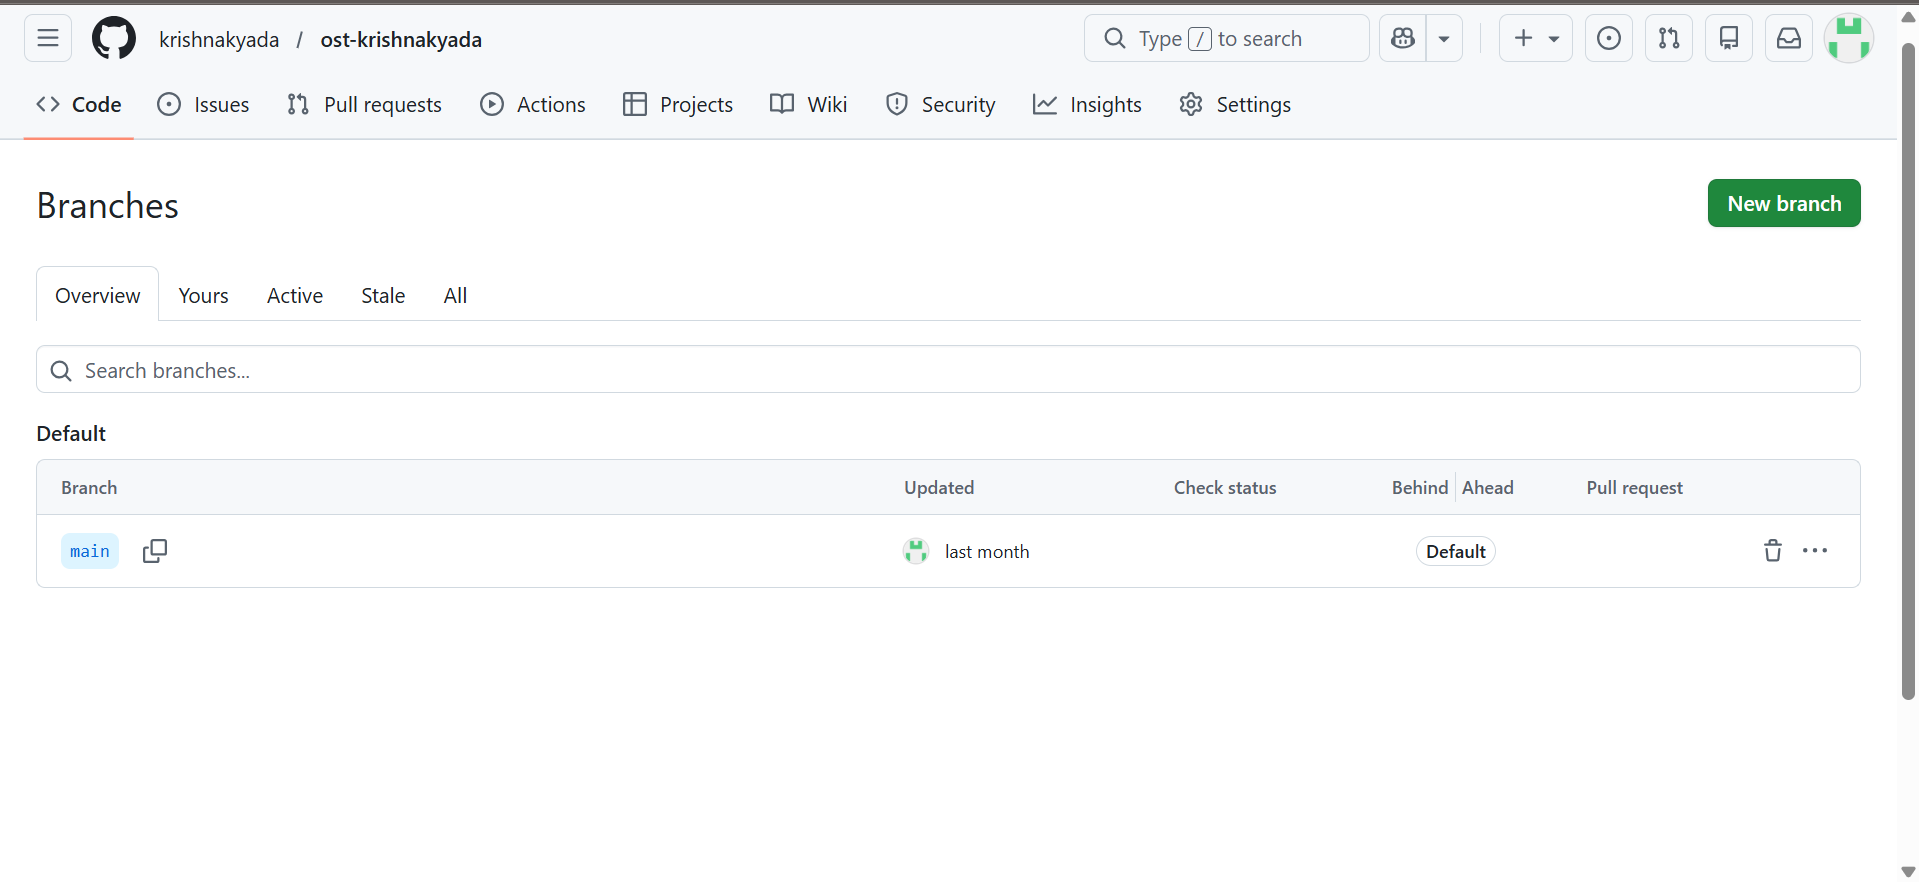 krishnakyada / ost-krishnakyada
Type / to search
Code Issues Pull requests Actions Projects Wiki Security Insights Settings
Branches
New branch
Overview Yours Active Stale All
Search branches...
Default
Branch Updated Check status Behind Ahead Pull request
main last month Default